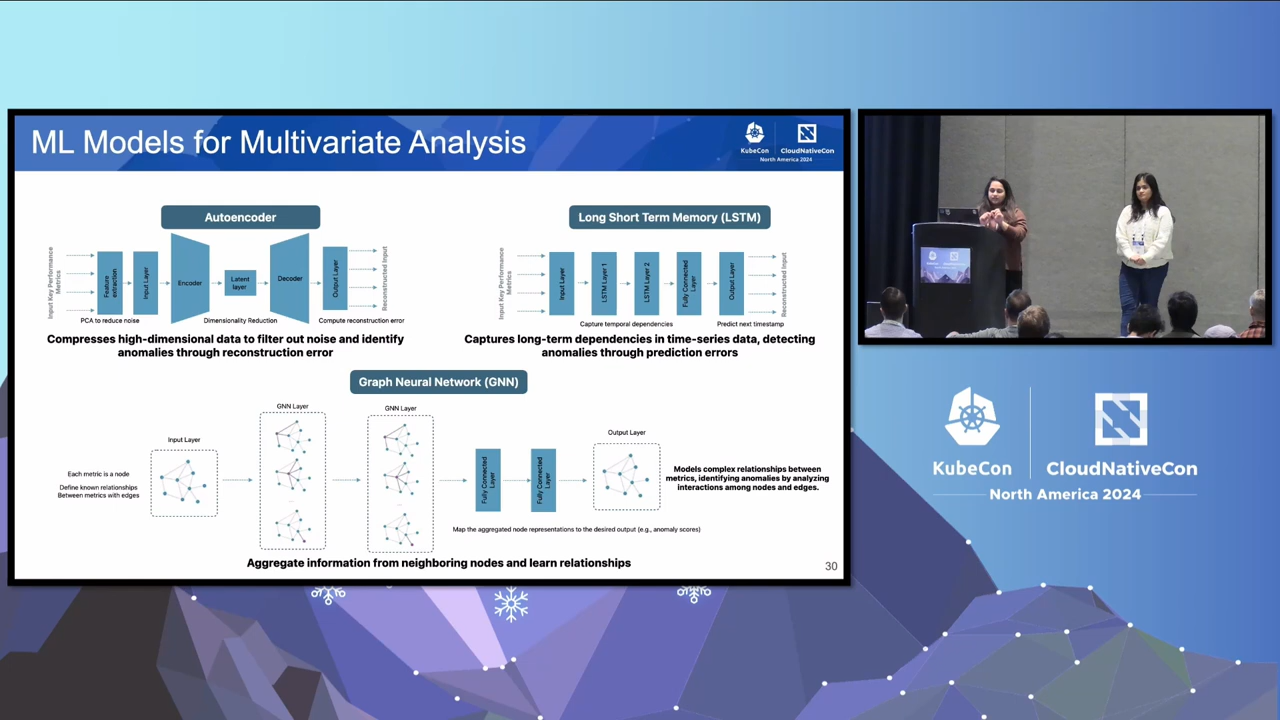 ML Models for Multivariate Analysis
KubeCon
CloudNativeCon
North America 2024
Autoencoder
Input Key Performance
Metrics
Feature
extraction
Input Layer
Encoder
Latent
layer
Decoder
Output Layer
Reconstructed Input
PCA to reduce noise
Dimensionality Reduction
Compute reconstruction error
Compresses high-dimensional data to filter out noise and identify
anomalies through reconstruction error
Long Short Term Memory (LSTM)
Input Key Performance
Metrics
Input Layer
LSTM Layer 1
LSTM Layer 2
Fully Connected
Layer
Output Layer
Reconstructed Input
Capture temporal dependencies
Predict next timestamp
Captures long-term dependencies in time-series data, detecting
anomalies through prediction errors
Graph Neural Network (GNN)
Each metric is a node
Define known relationships
Between metrics with edges
Input Layer
GNN Layer
...
GNN Layer
...
Fully Connected
Layer
Fully Connected
Layer
Output Layer
Models complex relationships between
metrics, identifying anomalies by analyzing
interactions among nodes and edges.
Map the aggregated node representations to the desired output (e.g., anomaly scores)
Aggregate information from neighboring nodes and learn relationships
30
KubeCon
CloudNativeCon
North America 2024